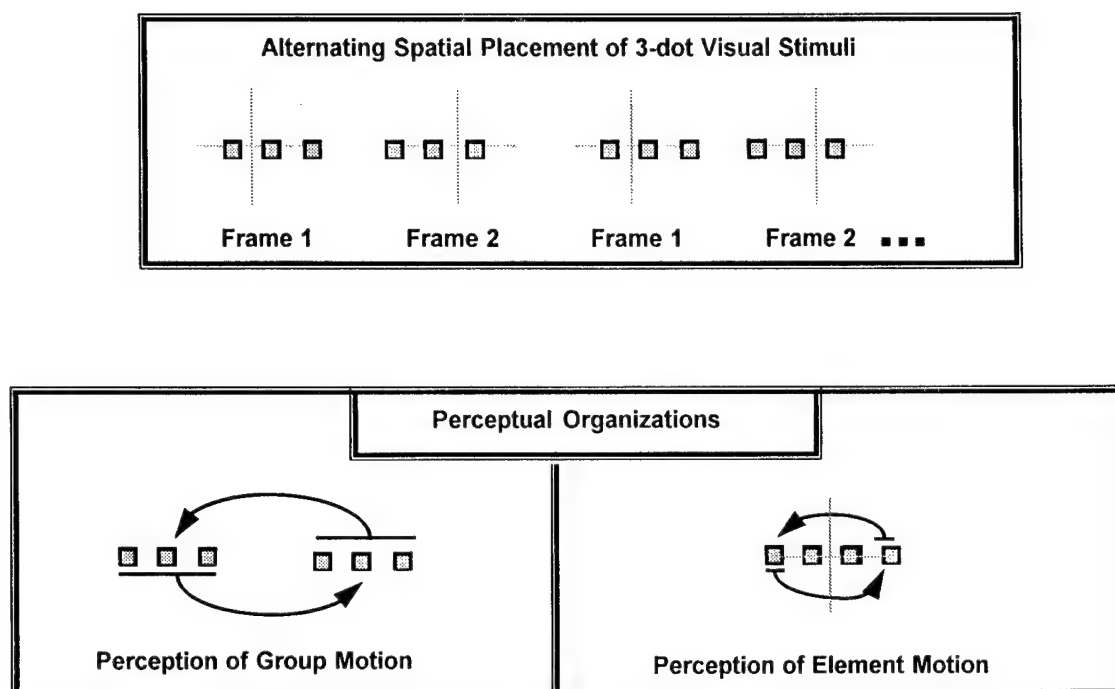 Alternating Spatial Placement of 3-dot Visual Stimuli
Frame 1 Frame 2 Frame 1 Frame 2 ...
Perceptual Organizations
Perception of Group Motion
Perception of Element Motion